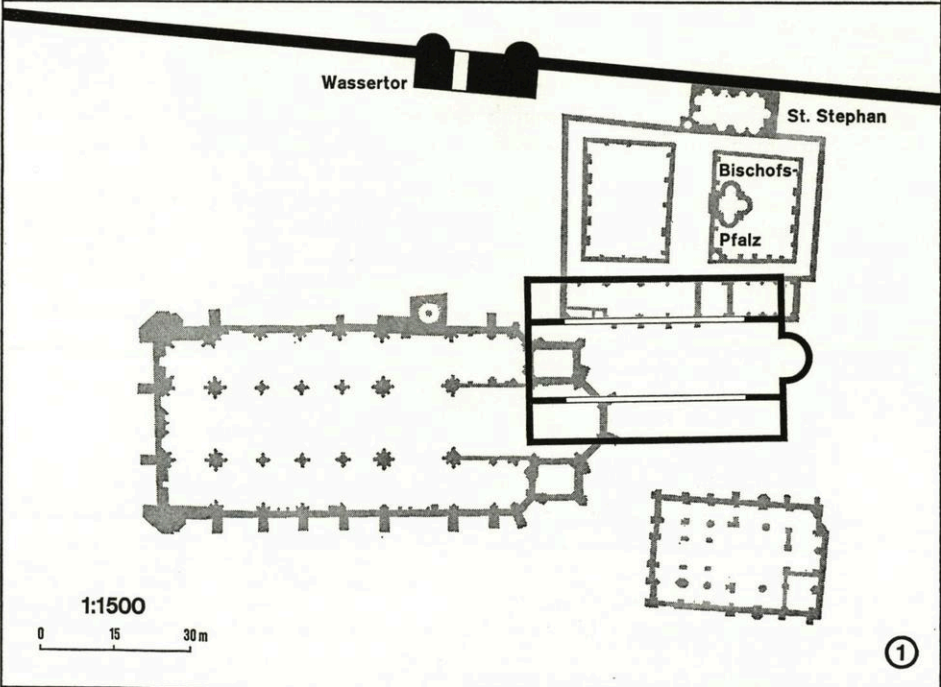 Wassertor
St. Stephan
Bischofs-
Pfalz
1:1500
0 15 30 m
1